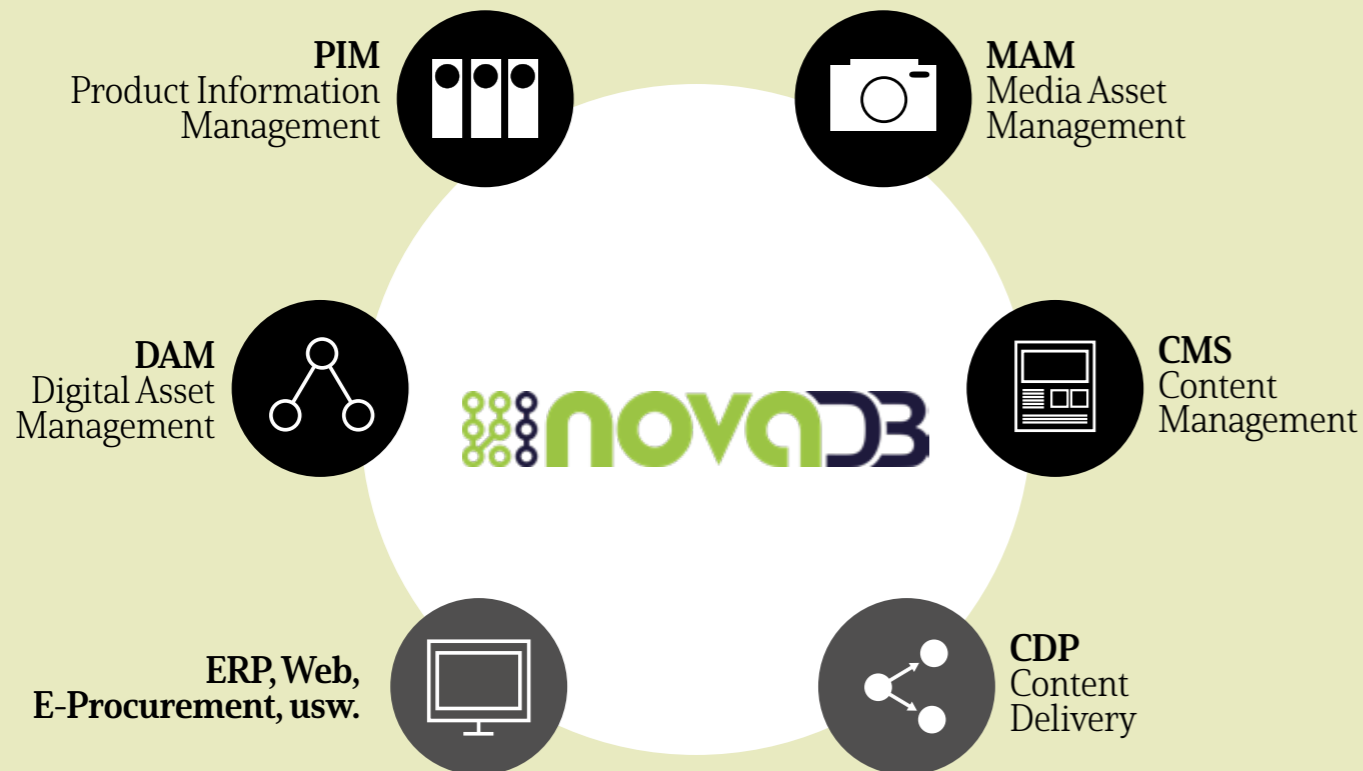 PIM
Product Information
Management
MAM
Media Asset
Management
DAM
Digital Asset
Management
novaDB
CMS
Content
Management
ERP, Web,
E-Procurement, usw.
CDP
Content
Delivery